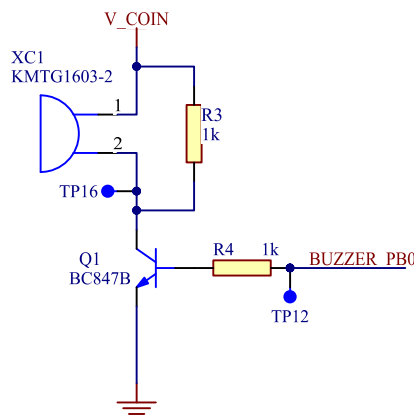 V_COIN
XC1
KMTG1603-2
1
2
R3
1k
TP16
Q1
BC847B
R4 1k
BUZZER_PB0
TP12